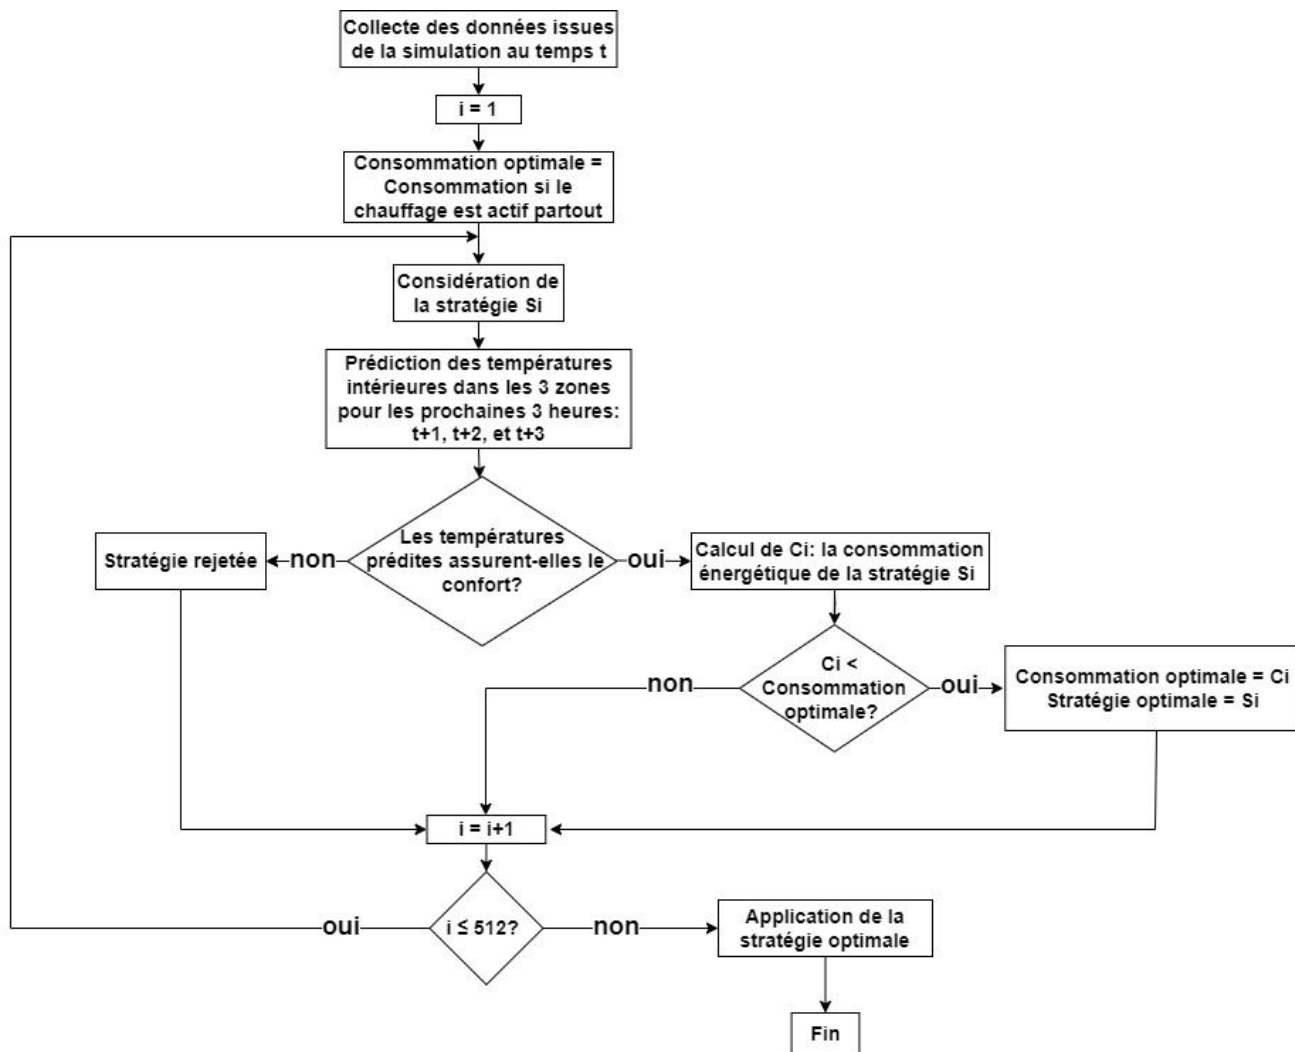 Collecte des données issues
de la simulation au temps t
i = 1
Consommation optimale =
Consommation si le
chauffage est actif partout
Considération de
la stratégie Si
Prédiction des températures
intérieures dans les 3 zones
pour les prochaines 3 heures:
t+1, t+2, et t+3
Les températures
prédites assurent-elles le
confort?
non
Stratégie rejetée
oui
Calcul de Ci: la consommation
énergétique de la stratégie Si
Ci <
Consommation
optimale?
non
oui
Consommation optimale = Ci
Stratégie optimale = Si
i = i+1
i ≤ 512?
oui
non
Application de la
stratégie optimale
Fin